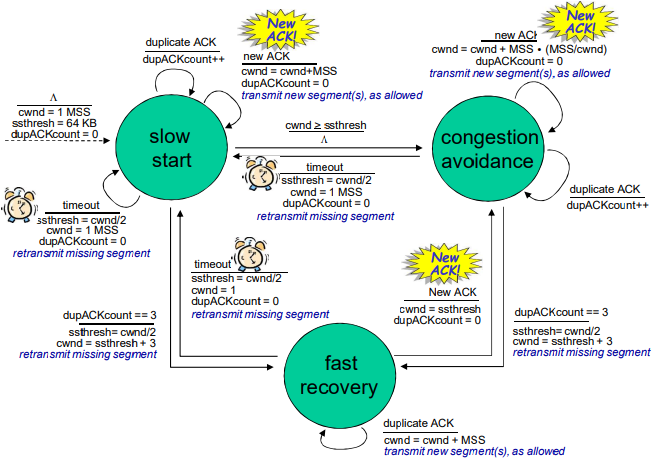 New
ACK!
duplicate ACK
dupACKcount++
new ACK
cwnd = cwnd+MSS
dupACKcount = 0
transmit new segment(s), as allowed
New
ACK!
new ACK
cwnd = cwnd + MSS • (MSS/cwnd)
dupACKcount = 0
transmit new segment(s), as allowed
Λ
cwnd = 1 MSS
ssthresh = 64 KB
dupACKcount = 0
slow
start
cwnd ≥ ssthresh
Λ
congestion
avoidance
timeout
ssthresh = cwnd/2
cwnd = 1 MSS
dupACKcount = 0
retransmit missing segment
timeout
ssthresh = cwnd/2
cwnd = 1 MSS
dupACKcount = 0
retransmit missing segment
duplicate ACK
dupACKcount++
timeout
ssthresh = cwnd/2
cwnd = 1
dupACKcount = 0
retransmit missing segment
New
ACK!
New ACK
cwnd = ssthresh
dupACKcount = 0
dupACKcount == 3
ssthresh= cwnd/2
cwnd = ssthresh + 3
retransmit missing segment
dupACKcount == 3
ssthresh= cwnd/2
cwnd = ssthresh + 3
retransmit missing segment
fast
recovery
duplicate ACK
cwnd = cwnd + MSS
transmit new segment(s), as allowed